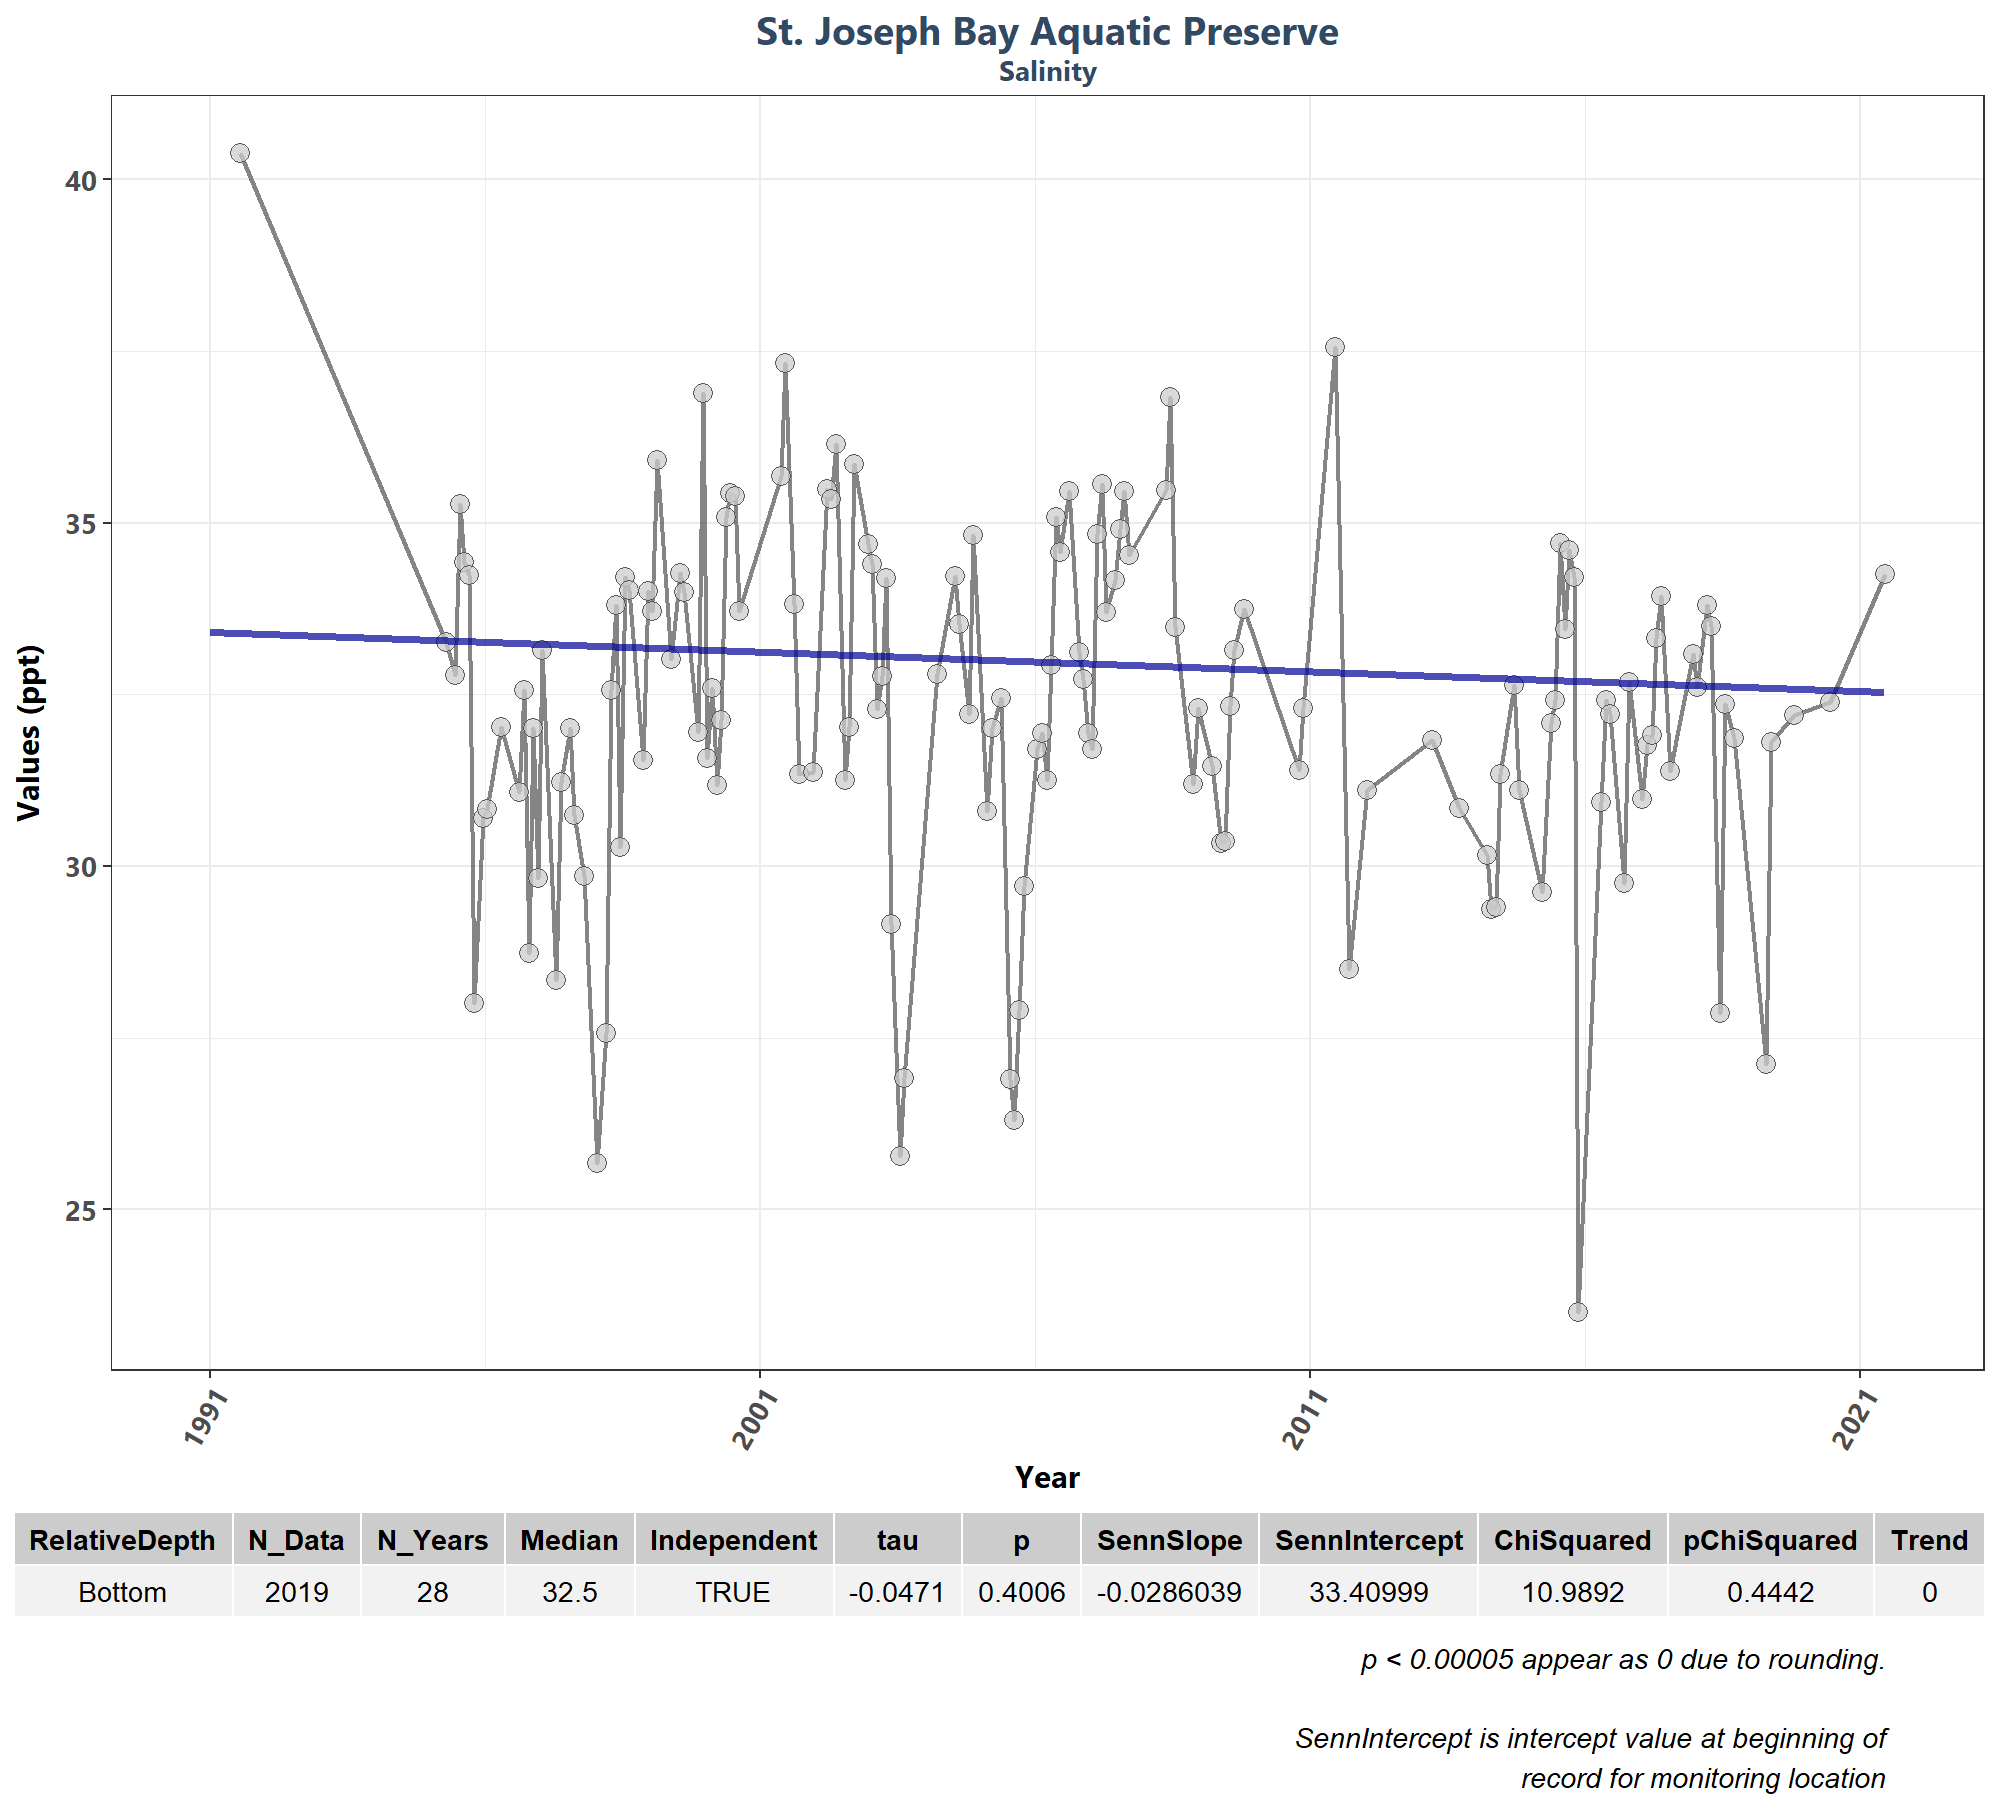 St. Joseph Bay Aquatic Preserve
Salinity
40
35
30
25
Values (ppt)
1991 2001 2011 2021
Year
RelativeDepth N_Data N_Years Median Independent tau p SennSlope SennIntercept ChiSquared pChiSquared Trend
Bottom 2019 28 32.5 TRUE -0.0471 0.4006 -0.0286039 33.40999 10.9892 0.4442 0
p < 0.00005 appear as 0 due to rounding.
SennIntercept is intercept value at beginning of
record for monitoring location